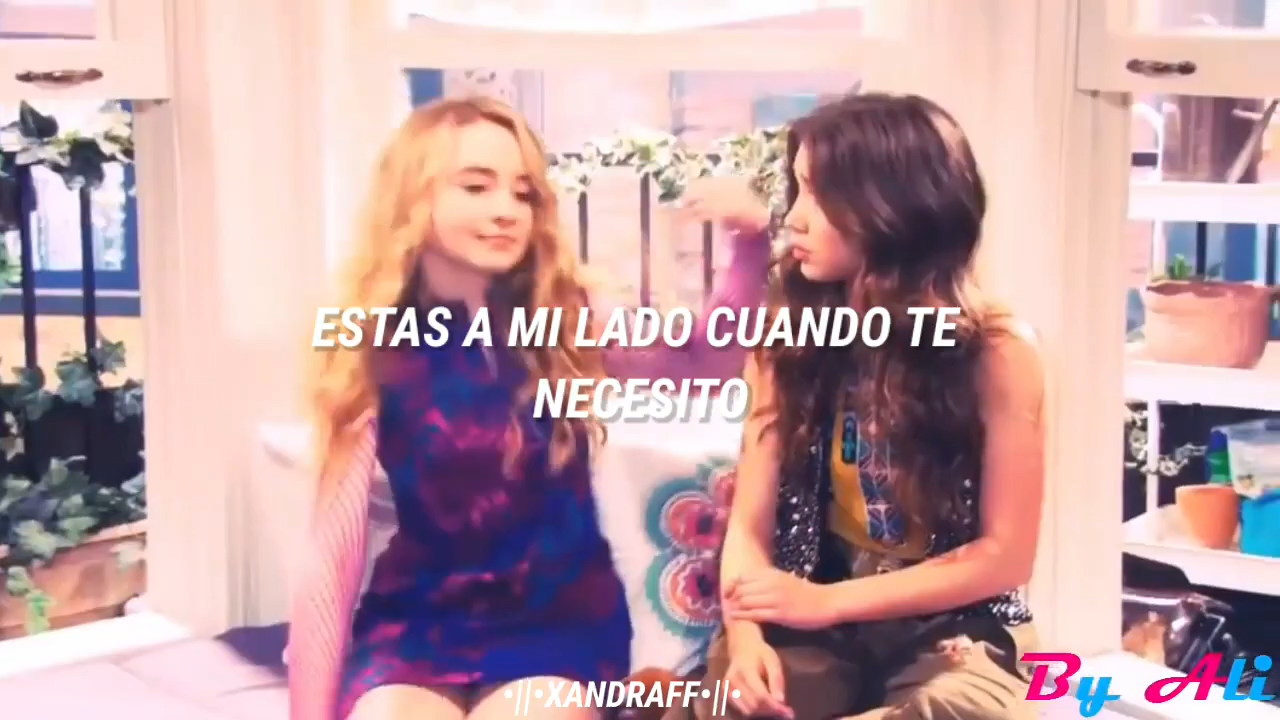 ESTAS A MI LADO CUANDO TE
NECESITO
•||•XANDRAFF•||•
By Ali